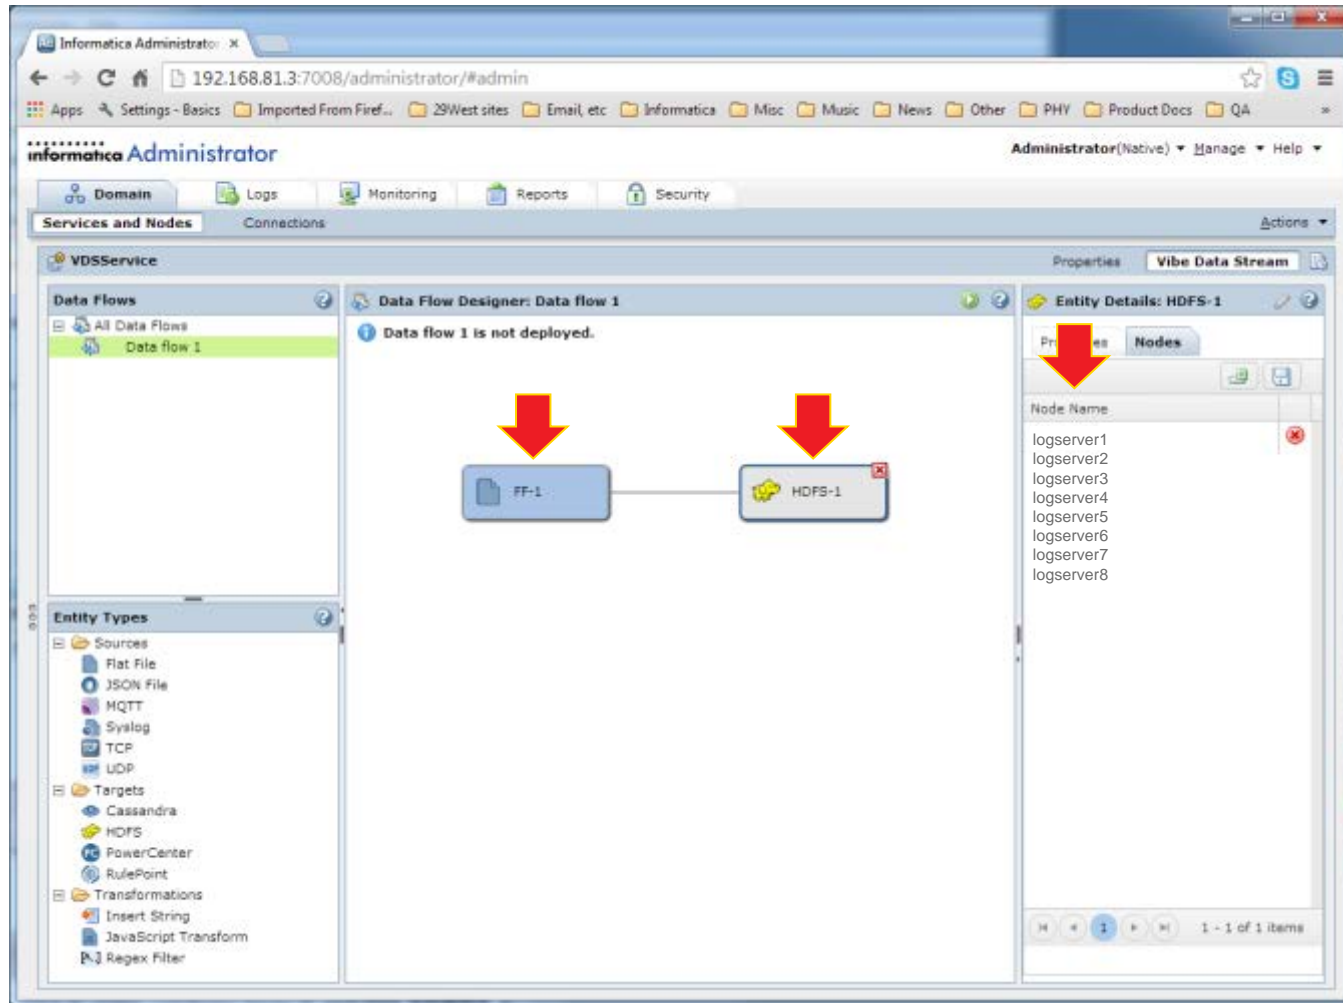 Informatica Administrator
192.168.81.3:7008/administrator/#admin
Apps Settings - Basics Imported From Firef... 29West sites Email, etc Informatica Misc Music News Other PHY Product Docs QA »
informatica Administrator Administrator(Native) Manage Help
Domain Logs Monitoring Reports Security
Services and Nodes Connections Actions
VDSService Properties Vibe Data Stream
Data Flows
All Data Flows
Data flow 1
Data Flow Designer: Data flow 1
Data flow 1 is not deployed.
FF-1
HDFS-1
Entity Details: HDFS-1
Nodes
Node Name
logserver1
logserver2
logserver3
logserver4
logserver5
logserver6
logserver7
logserver8
1
1 - 1 of 1 items
Entity Types
Sources
Flat File
JSON File
MQTT
Syslog
TCP
UDP
Targets
Cassandra
HDFS
PowerCenter
RulePoint
Transformations
Insert String
JavaScript Transform
Regex Filter